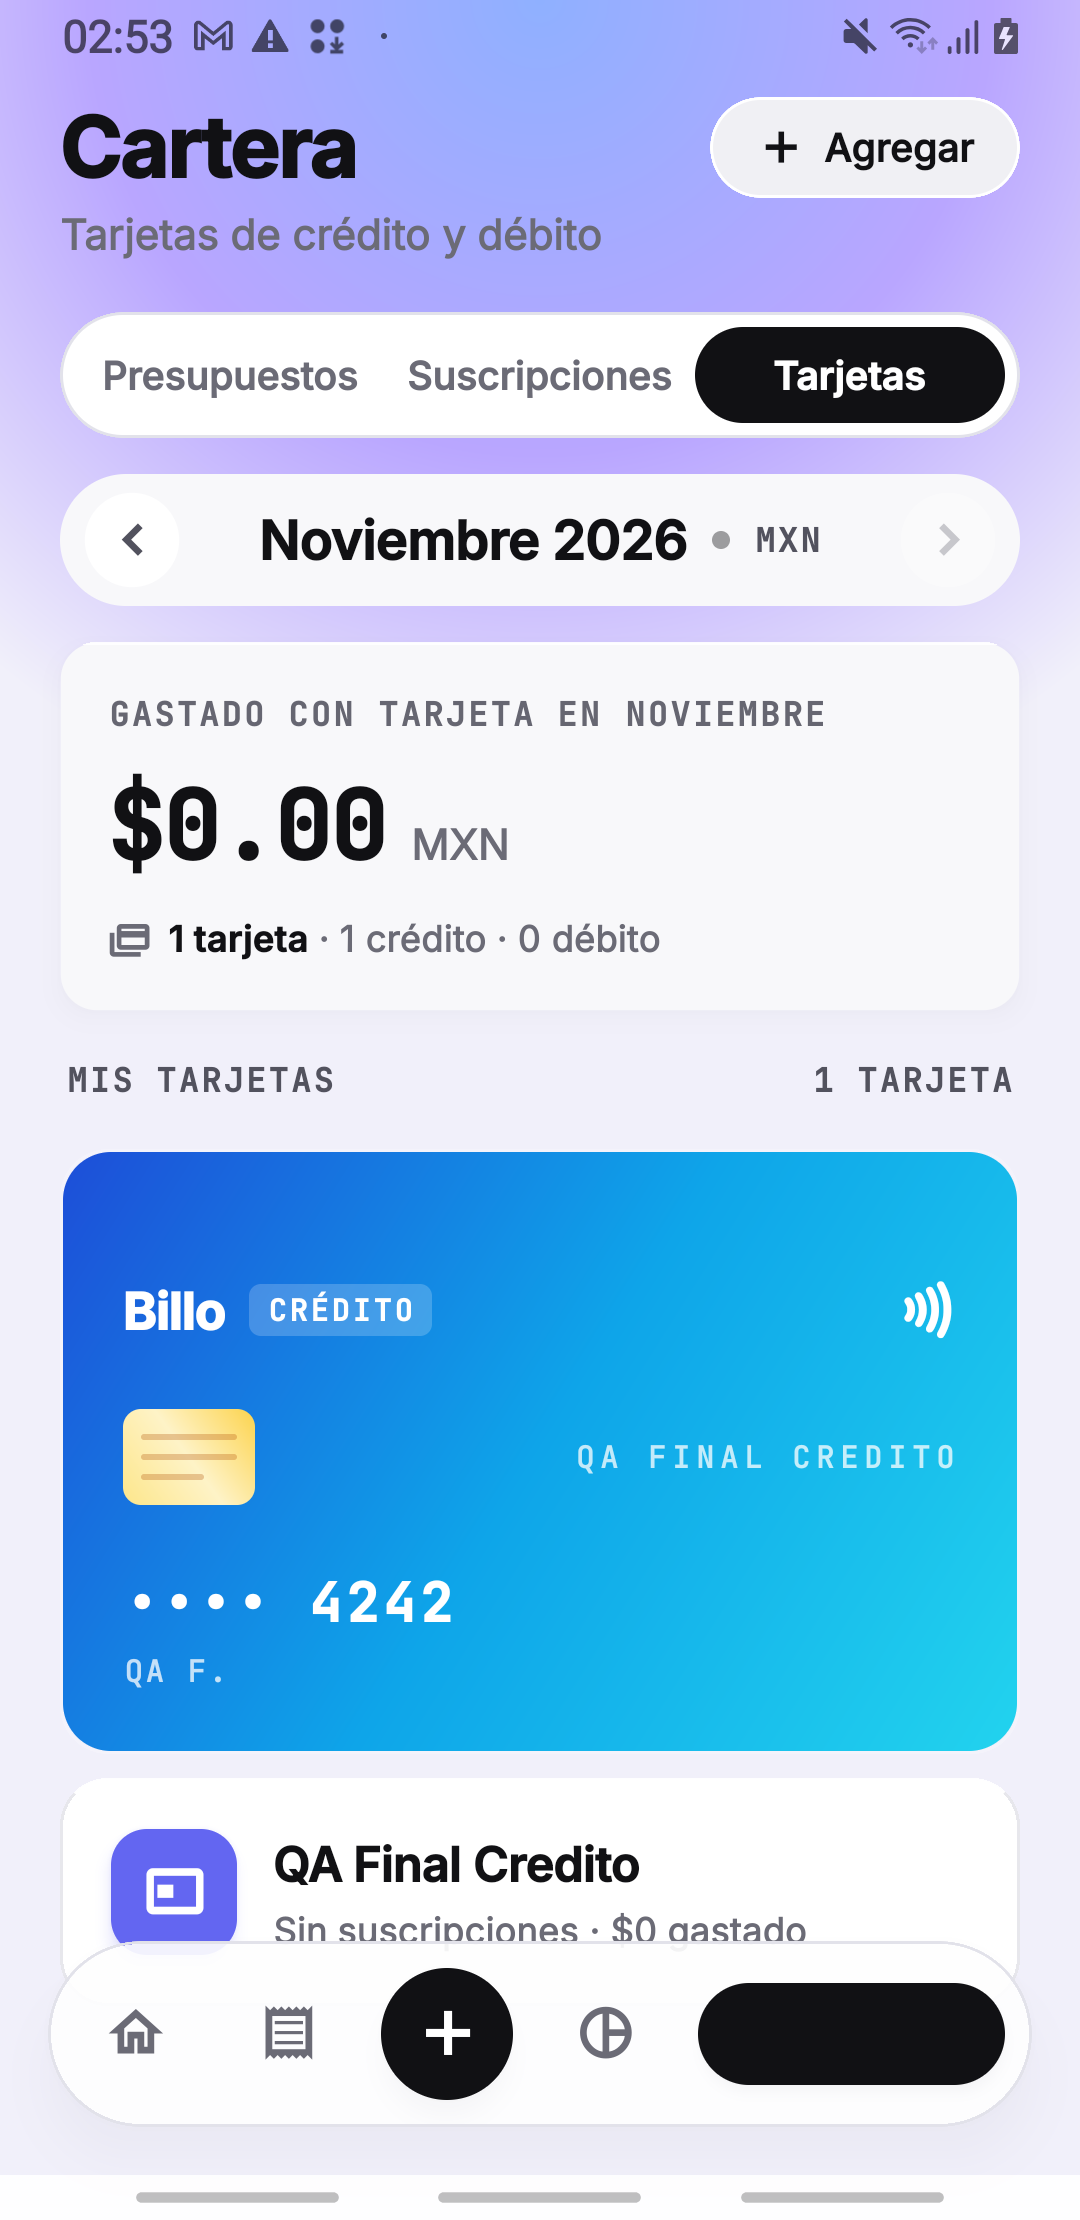 02:53
Cartera
Agregar
Tarjetas de crédito y débito
Presupuestos Suscripciones Tarjetas
Noviembre 2026 • MXN
GASTADO CON TARJETA EN NOVIEMBRE
$0.00 MXN
1 tarjeta · 1 crédito · 0 débito
MIS TARJETAS 1 TARJETA
Billo CRÉDITO
QA FINAL CREDITO
•••• 4242
QA F.
QA Final Credito
Sin suscripciones · $0 gastado